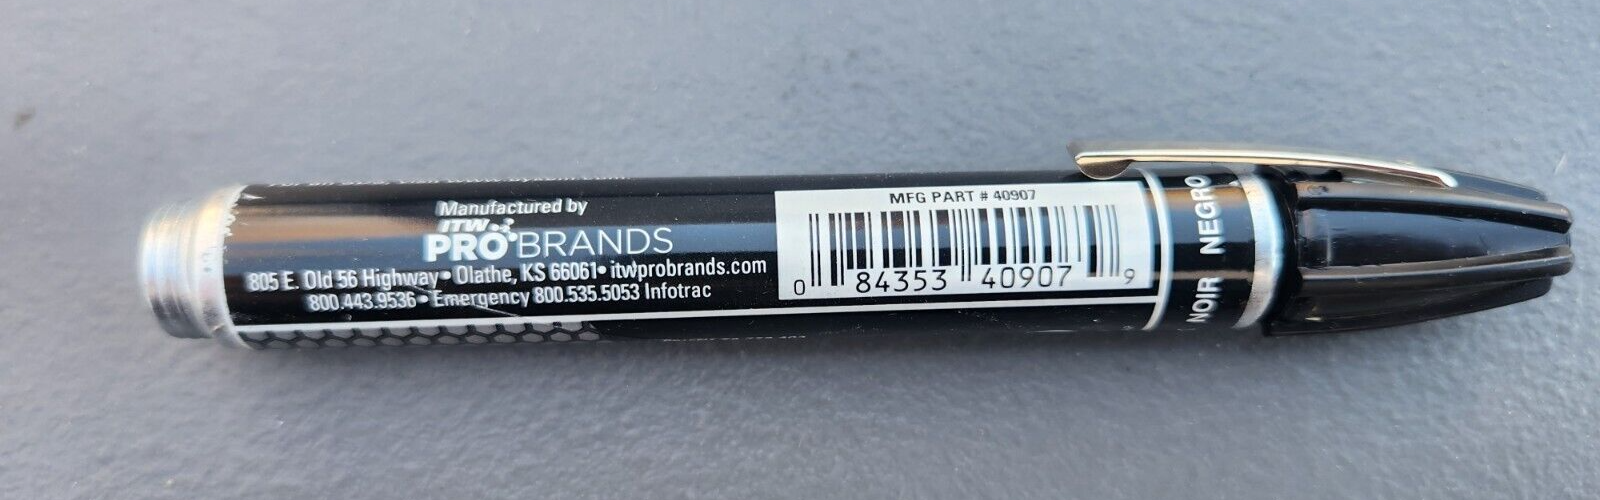 Manufactured by
ITW
PRO BRANDS
805 E. Old 56 Highway • Olathe, KS 66061 • itwprobrands.com
800.443.9536 • Emergency 800.535.5053 Infotrac
MFG PART # 40907
0 84353 40907 9
NOIR NEGRO